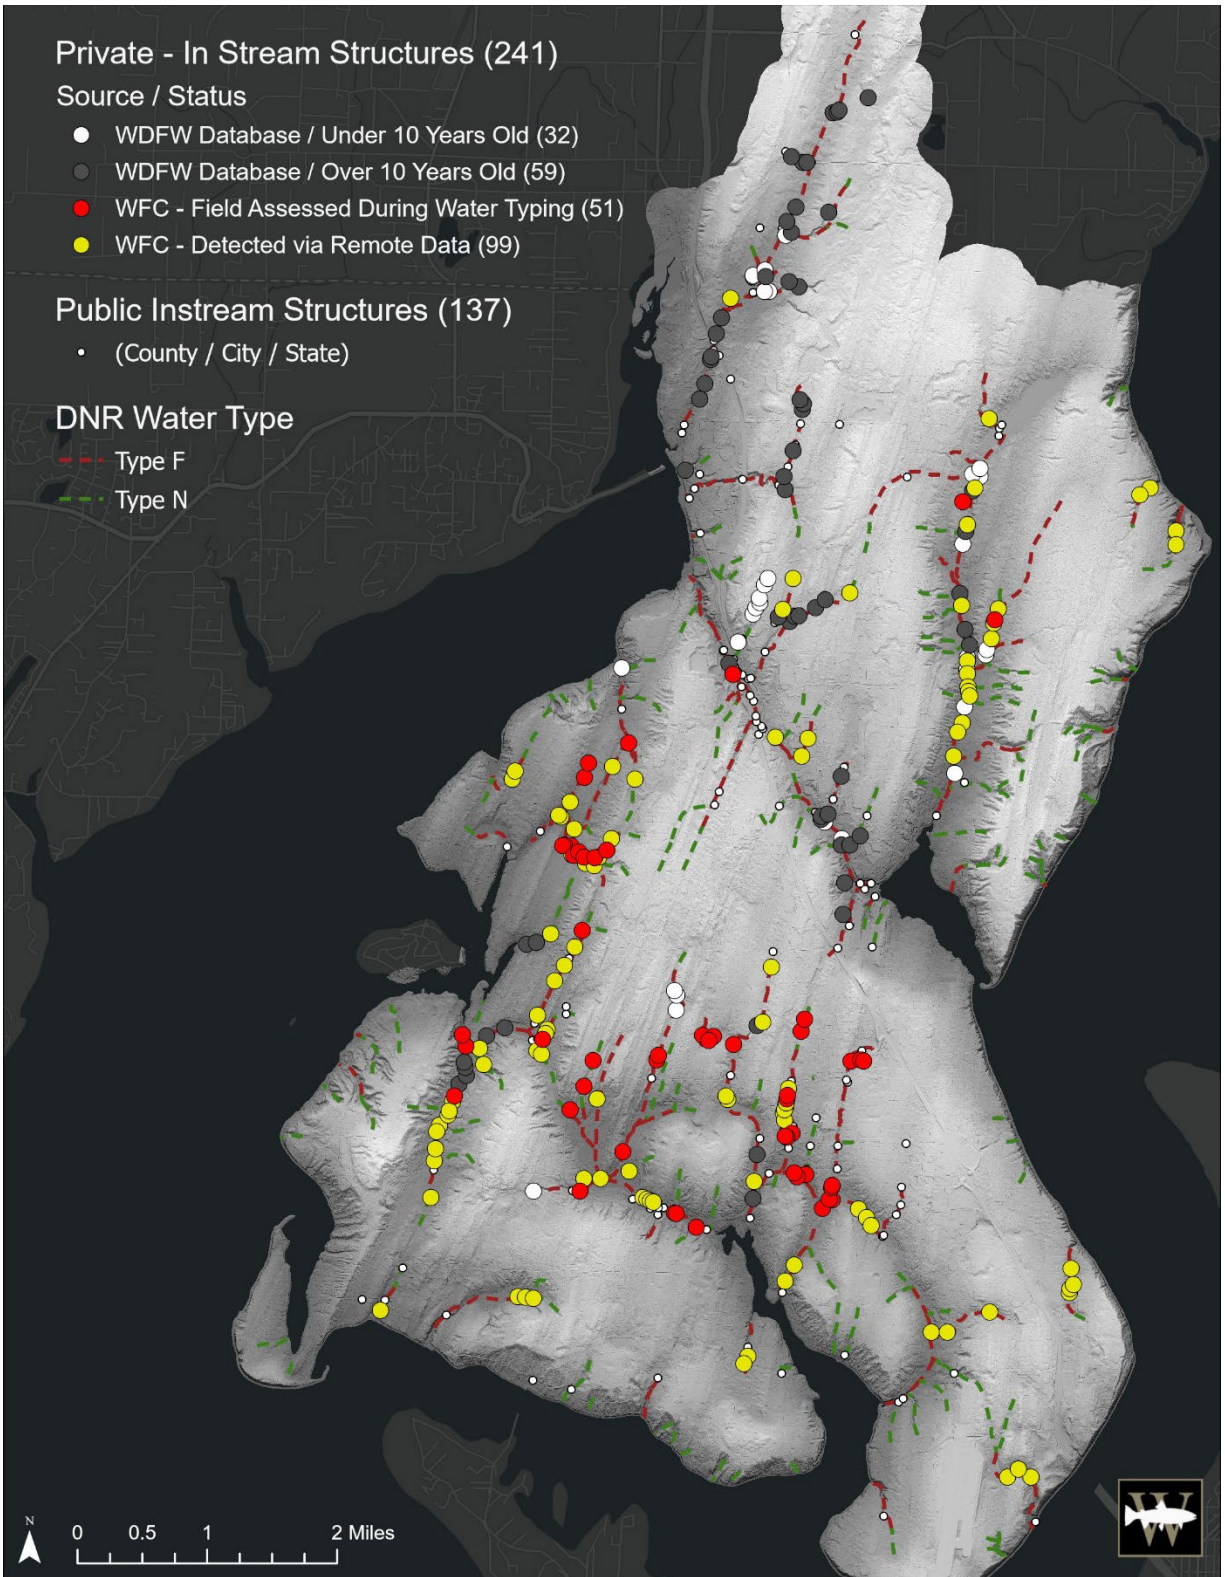 Private - In Stream Structures (241)
Source / Status
WDFW Database / Under 10 Years Old (32)
WDFW Database / Over 10 Years Old (59)
WFC - Field Assessed During Water Typing (51)
WFC - Detected via Remote Data (99)
Public Instream Structures (137)
(County / City / State)
DNR Water Type
Type F
Type N
N
0 0.5 1 2 Miles
W